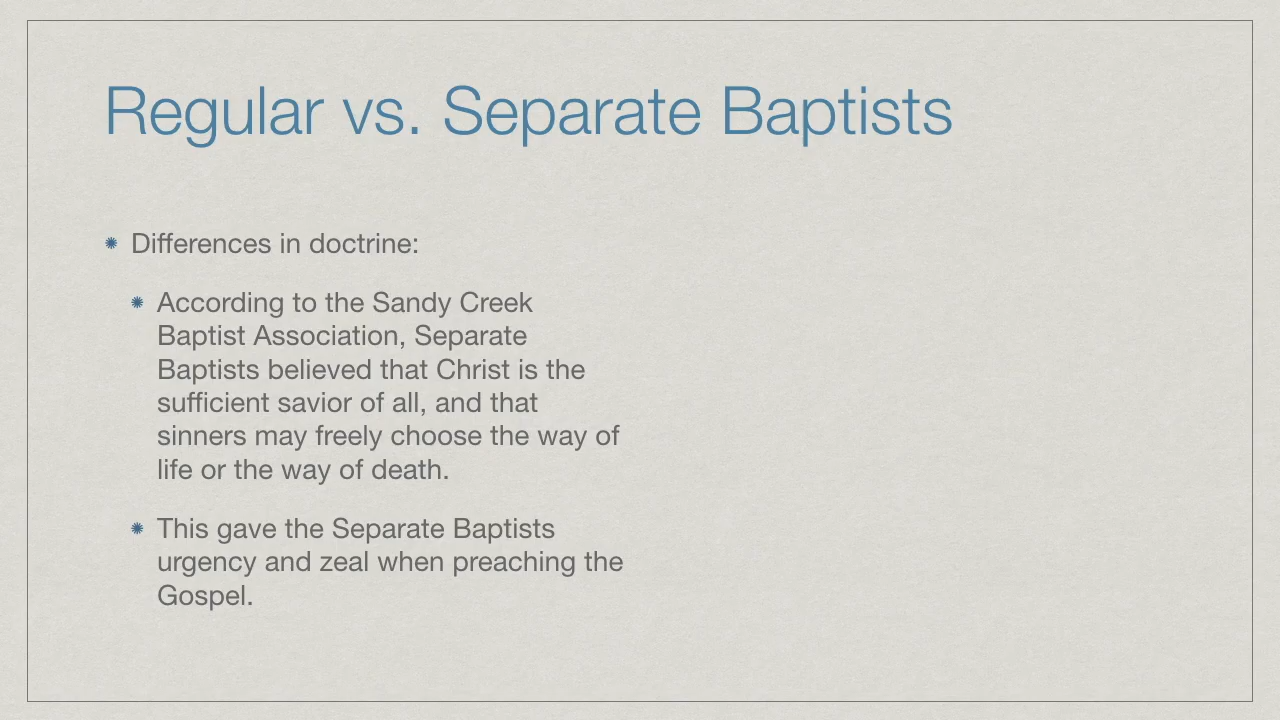 Regular vs. Separate Baptists
Differences in doctrine:
According to the Sandy Creek
Baptist Association, Separate
Baptists believed that Christ is the
sufficient savior of all, and that
sinners may freely choose the way of
life or the way of death.
This gave the Separate Baptists
urgency and zeal when preaching the
Gospel.